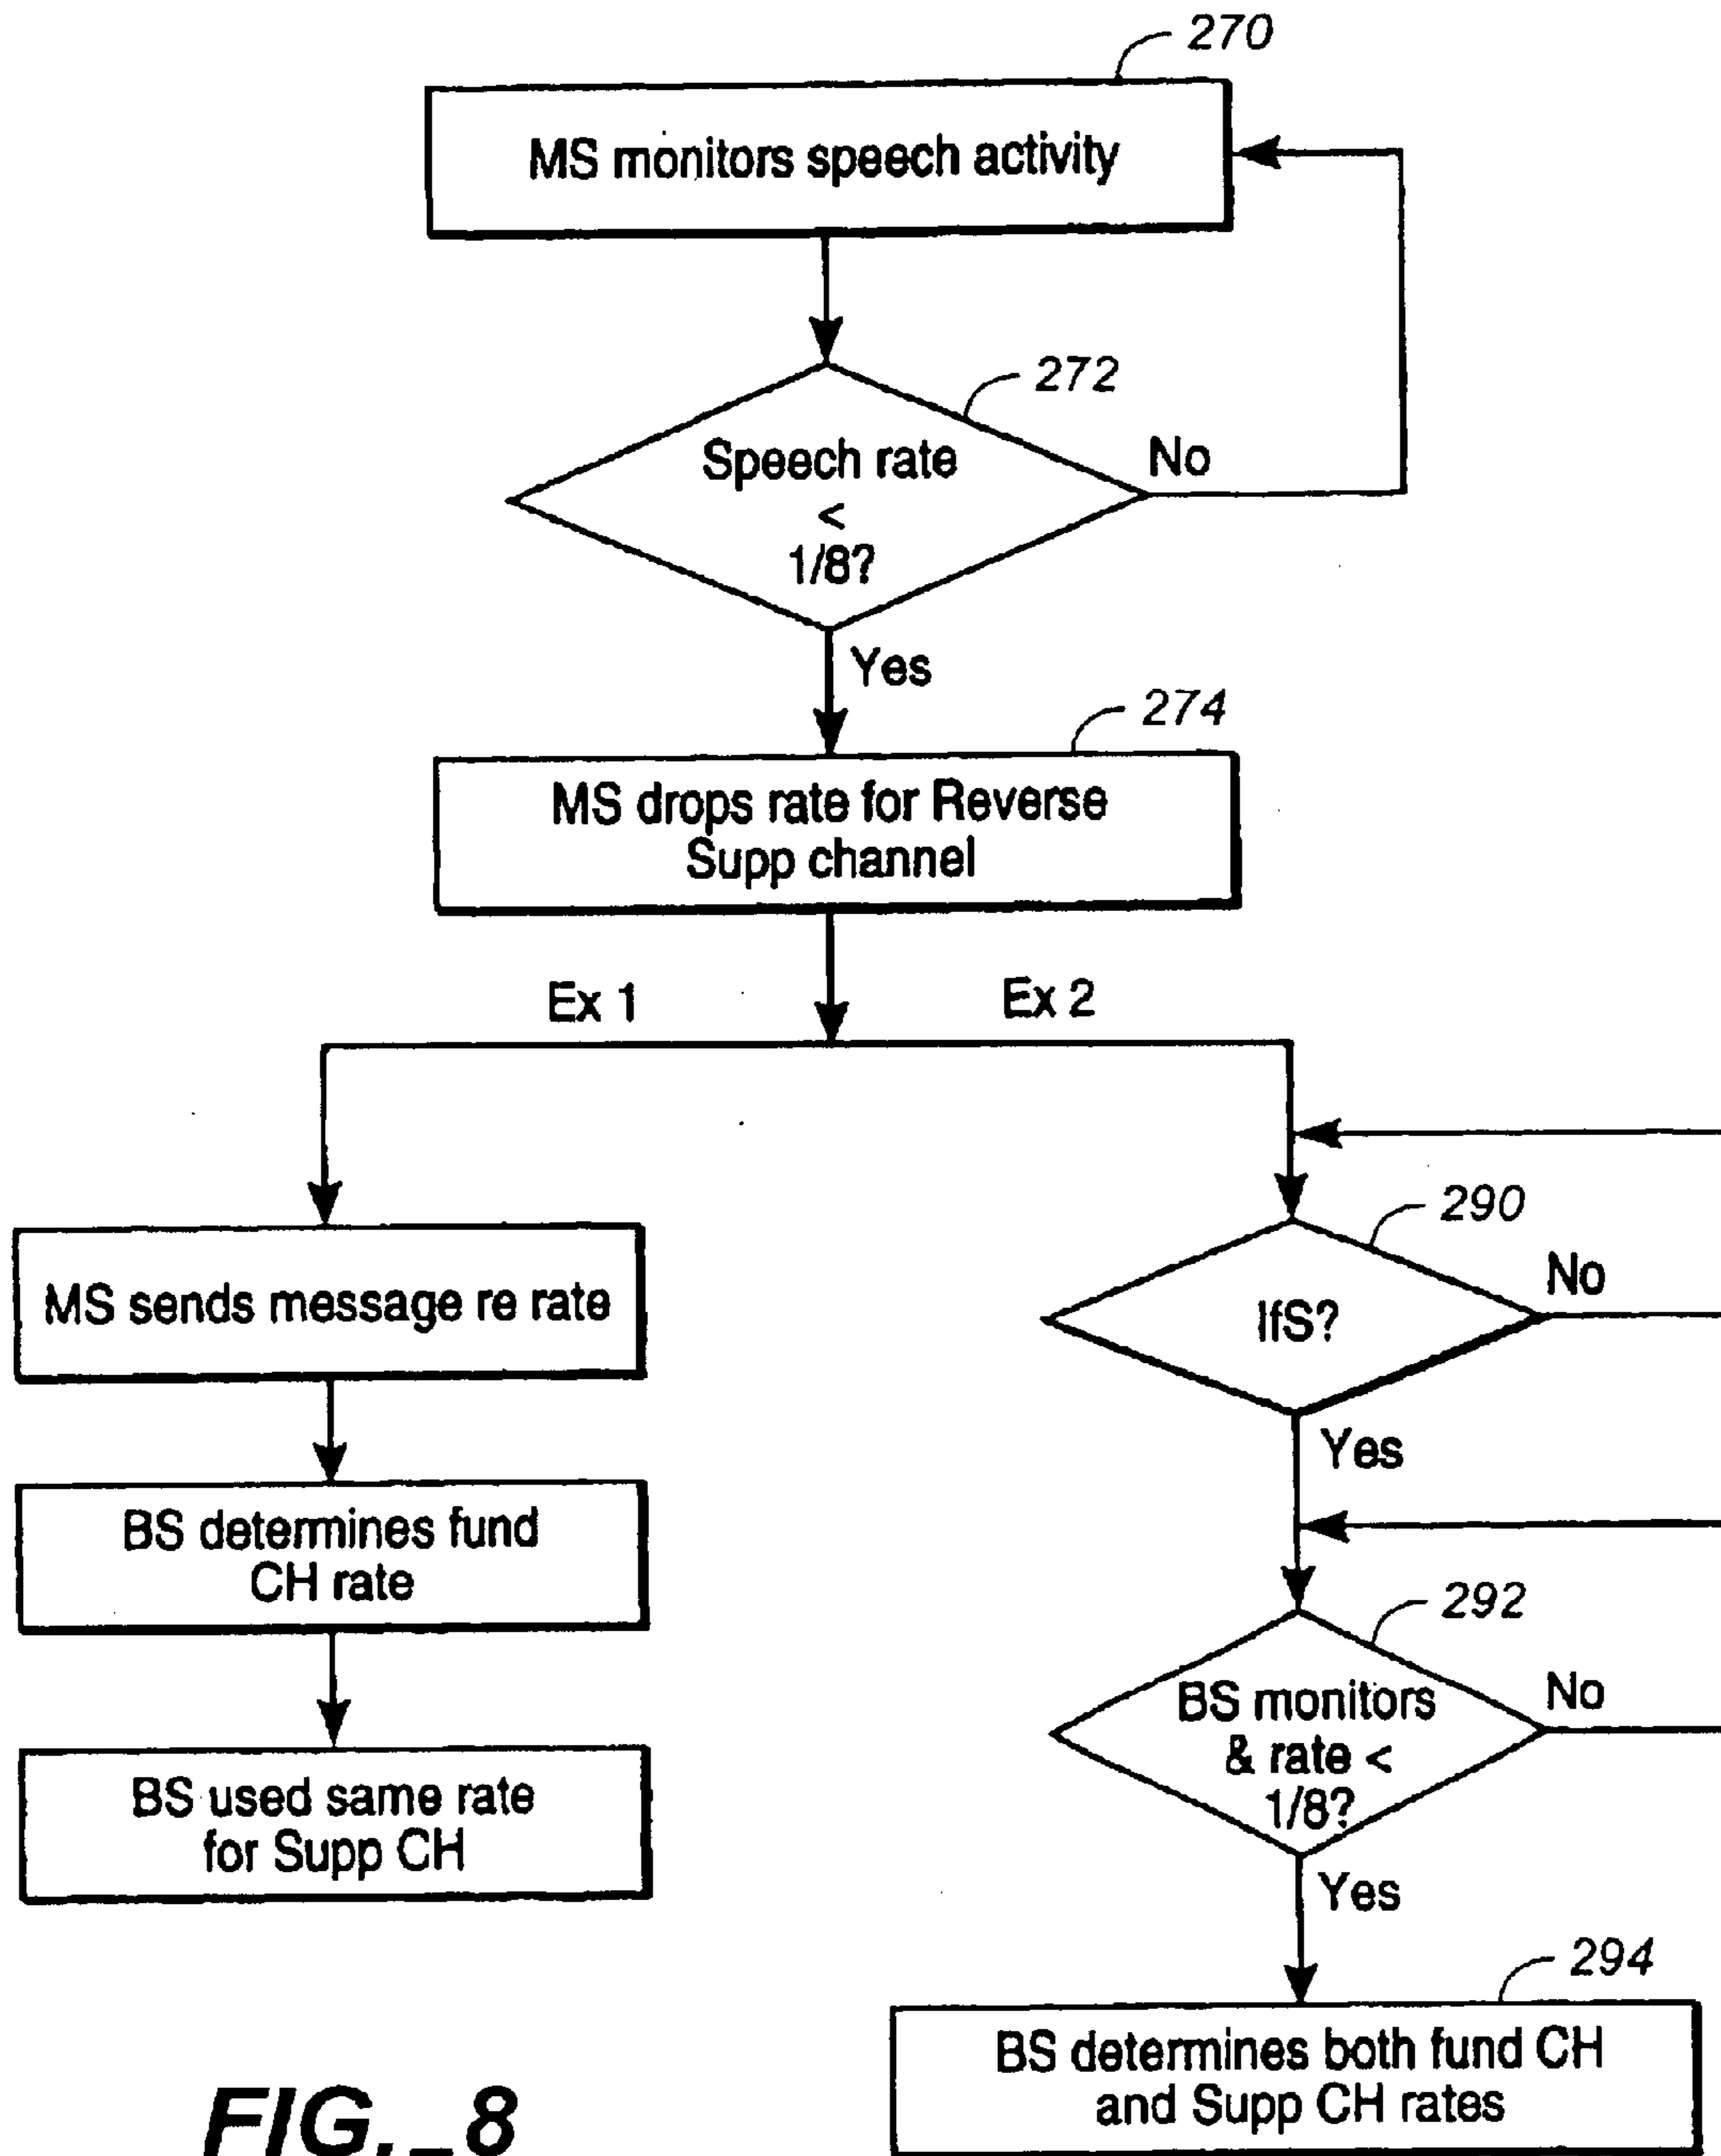 270
MS monitors speech activity
272
Speech rate
<
1/8?
No
Yes
274
MS drops rate for Reverse
Supp channel
Ex 1
Ex 2
MS sends message re rate
BS determines fund
CH rate
BS used same rate
for Supp CH
290
IfS?
No
Yes
292
BS monitors
& rate <
1/8?
No
Yes
294
BS determines both fund CH
and Supp CH rates
FIG._8